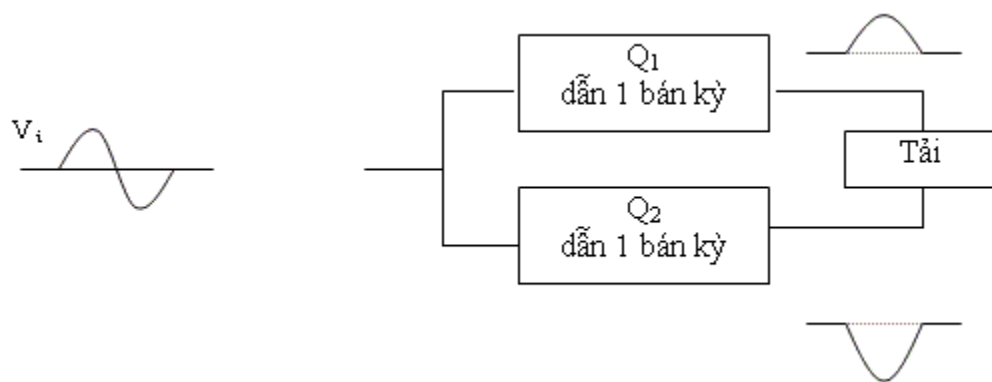 Q₁
dẫn 1 bán kỳ
Vᵢ
Tải
Q₂
dẫn 1 bán kỳ